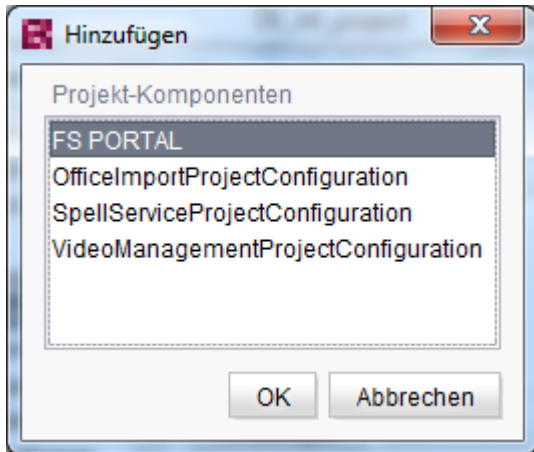 Hinzufügen
Projekt-Komponenten
FS PORTAL
OfficeImportProjectConfiguration
SpellServiceProjectConfiguration
VideoManagementProjectConfiguration
OK Abbrechen